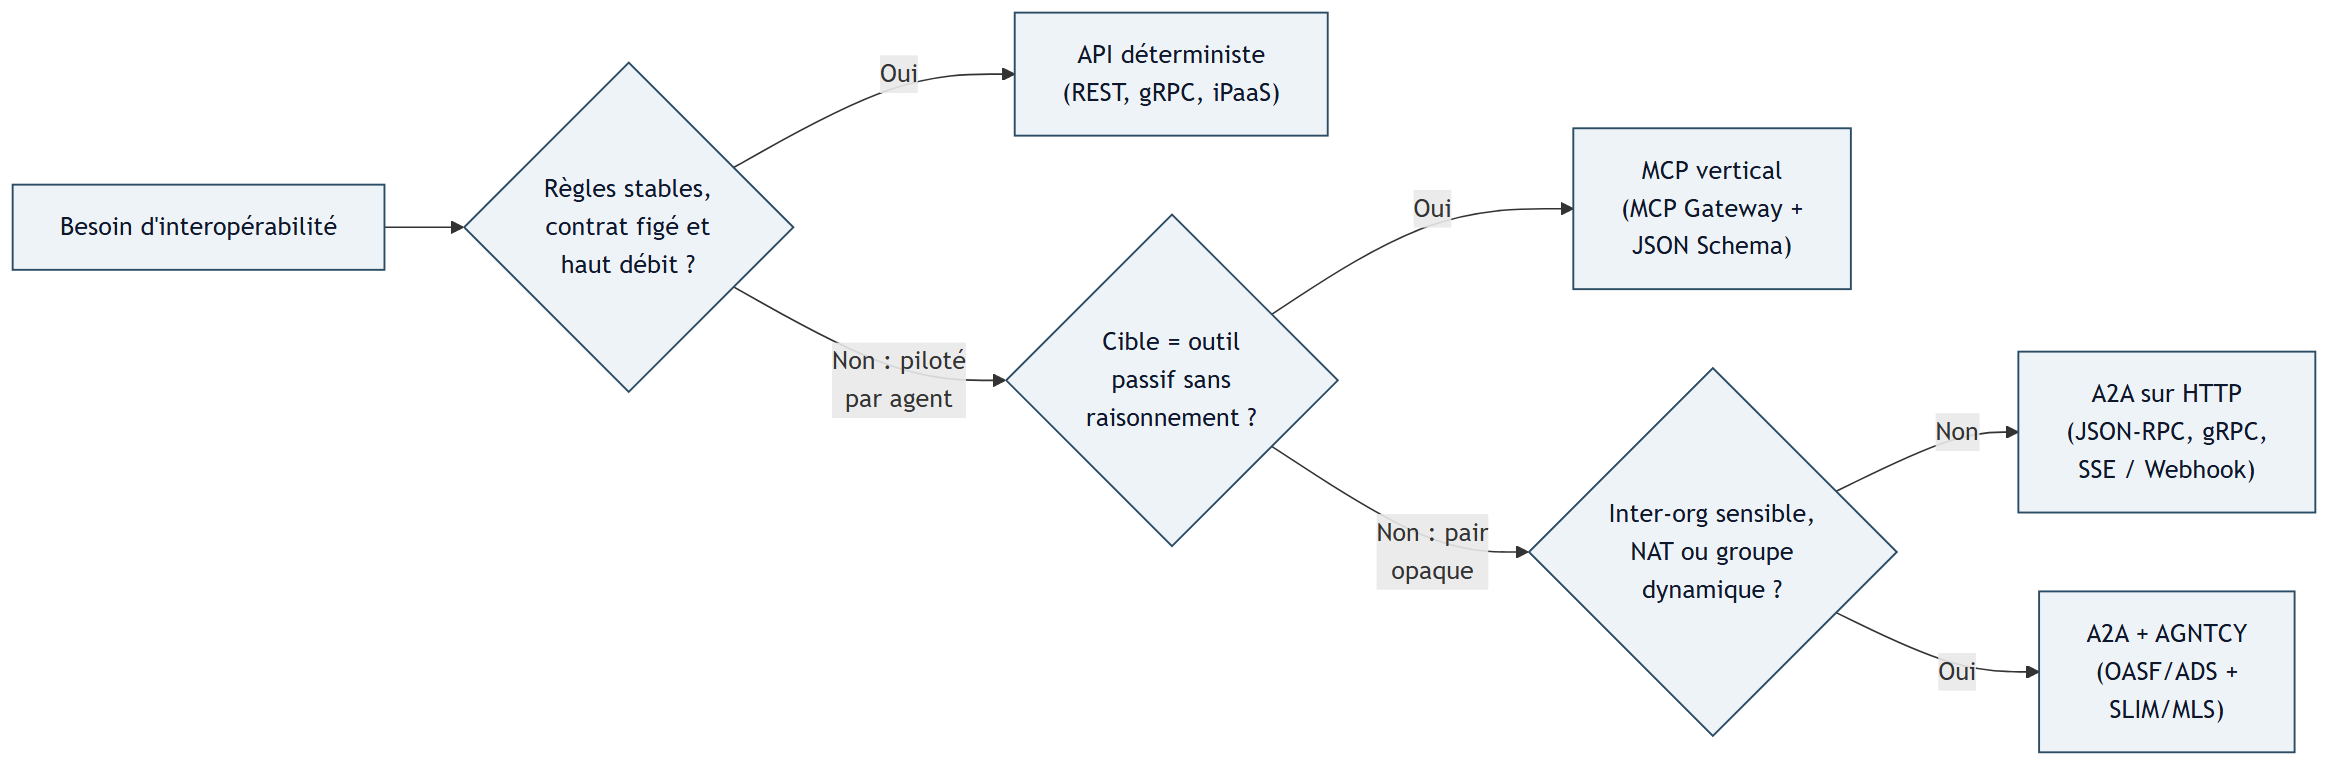 Besoin d'interopérabilité
Règles stables,
contrat figé et
haut débit ?
Oui
API déterministe
(REST, gRPC, iPaaS)
Non : piloté
par agent
Cible = outil
passif sans
raisonnement ?
Oui
MCP vertical
(MCP Gateway +
JSON Schema)
Non : pair
opaque
Inter-org sensible,
NAT ou groupe
dynamique ?
Non
A2A sur HTTP
(JSON-RPC, gRPC,
SSE / Webhook)
Oui
A2A + AGNTCY
(OASF/ADS +
SLIM/MLS)